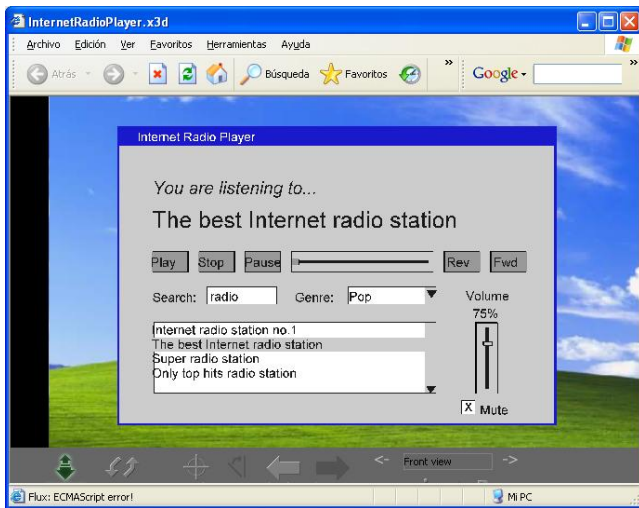 InternetRadioPlayer.x3d
Archivo Edición Ver Favoritos Herramientas Ayuda
Atrás Búsqueda Favoritos » Google »
Internet Radio Player
You are listening to...
The best Internet radio station
Play Stop Pause Rev Fwd
Search: radio Genre: Pop Volume
75%
Internet radio station no.1
The best Internet radio station
Super radio station
Only top hits radio station
X Mute
<- Front view ->
Flux: ECMAScript error! Mi PC